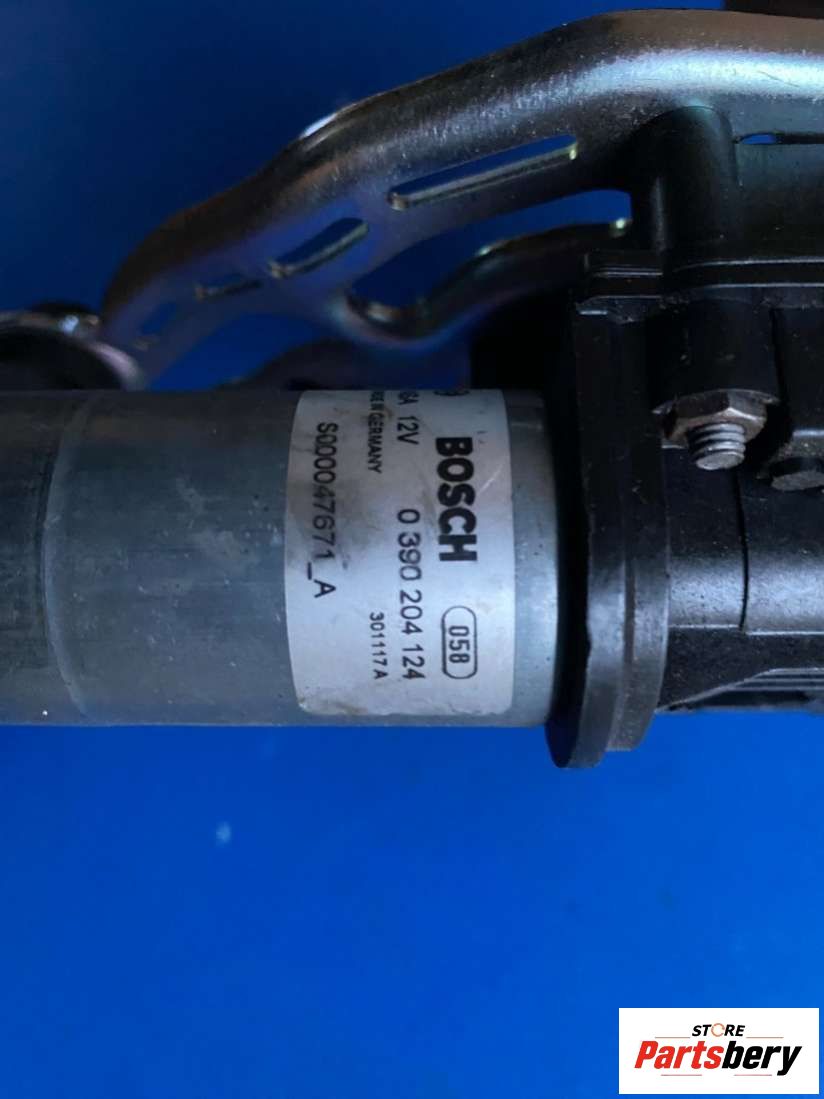 BOSCH
12V 0 390 204 124
GERMANY
058
301117A
S000047671_A
STORE
Partsbery